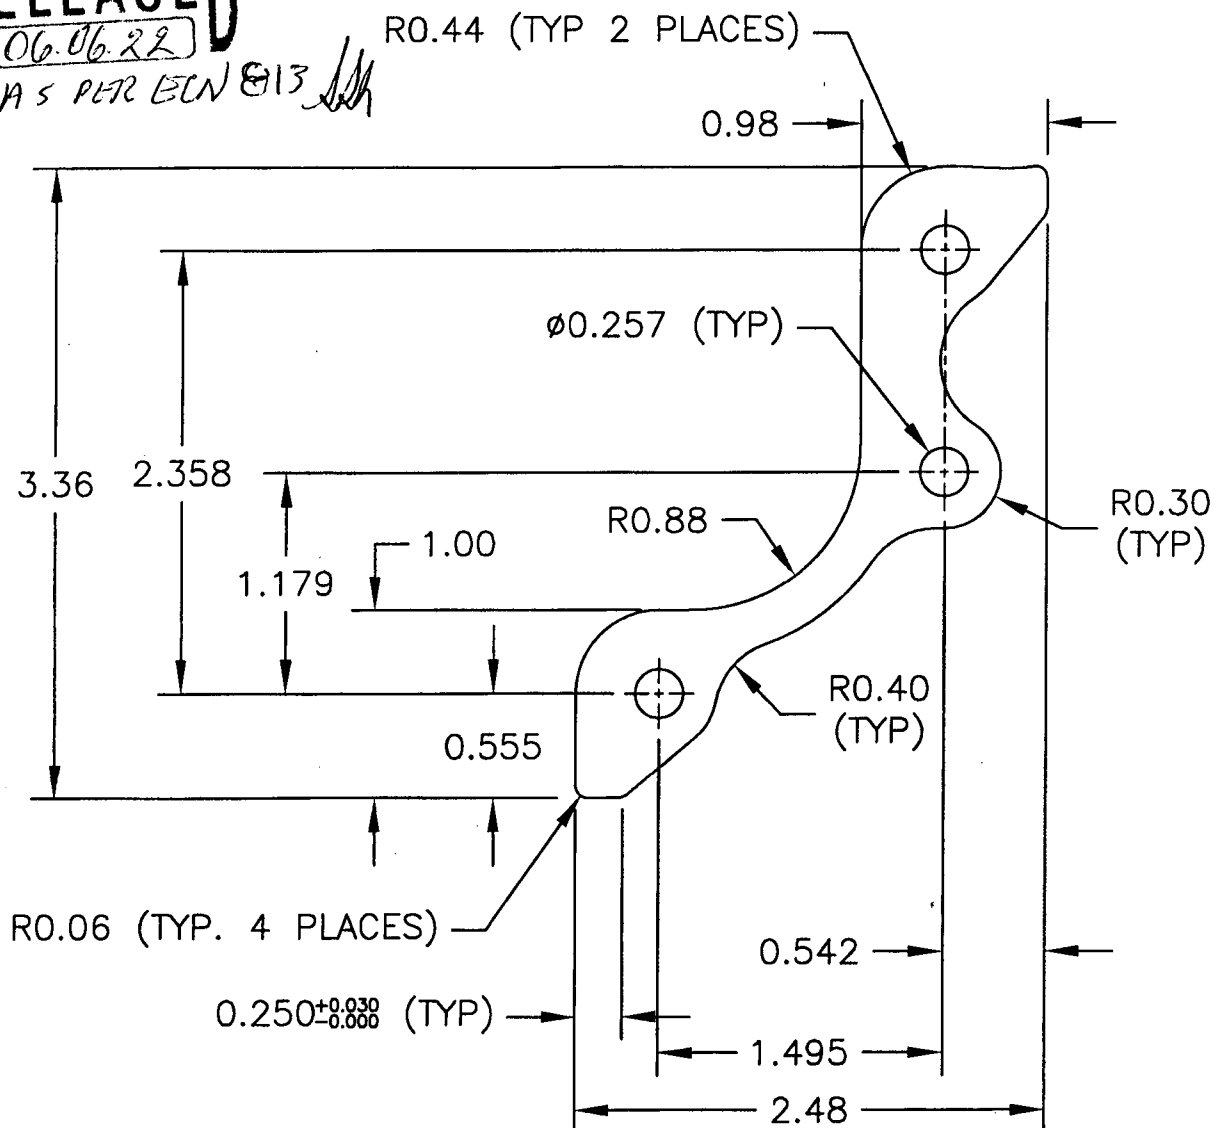 RELEASED
06.06.22
AS PER ECN 813
R0.44 (TYP 2 PLACES)
0.98
ø0.257 (TYP)
3.36
2.358
R0.30
(TYP)
R0.88
1.00
1.179
R0.40
(TYP)
0.555
R0.06 (TYP. 4 PLACES)
0.542
0.250+0.030-0.000 (TYP)
1.495
2.48